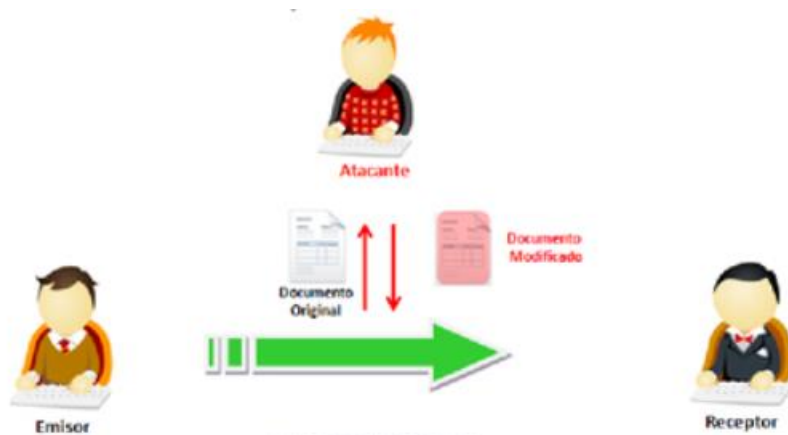 Atacante
Documento
Modificado
Documento
Original
Emisor
Receptor